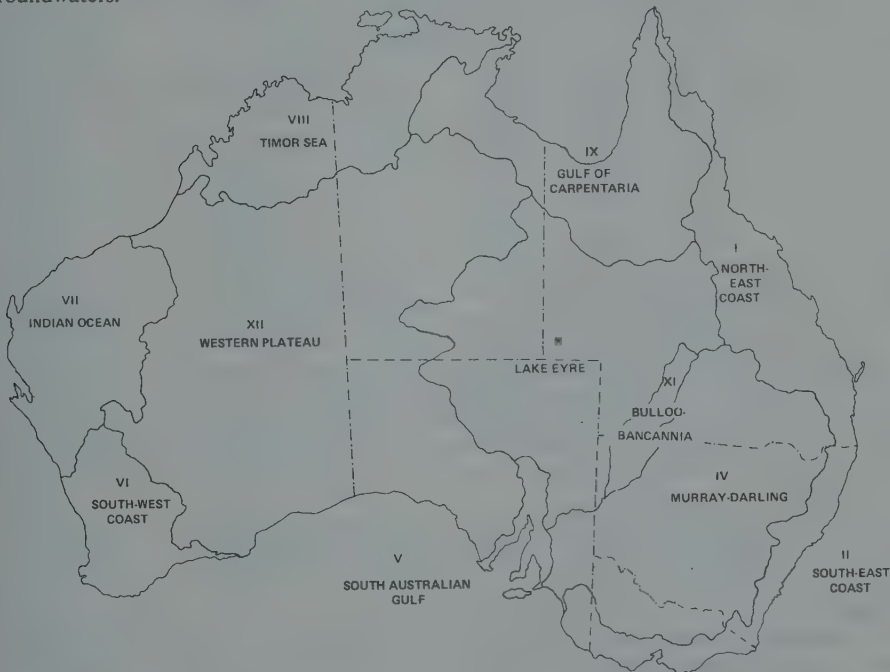 VIII
TIMOR SEA
IX
GULF OF
CARPENTARIA
I
NORTH-
EAST
COAST
VII
INDIAN OCEAN
XII
WESTERN PLATEAU
LAKE EYRE
XI
BULLOO-
BANCANNIA
VI
SOUTH-WEST
COAST
IV
MURRAY-DARLING
V
SOUTH AUSTRALIAN
GULF
II
SOUTH-EAST
COAST